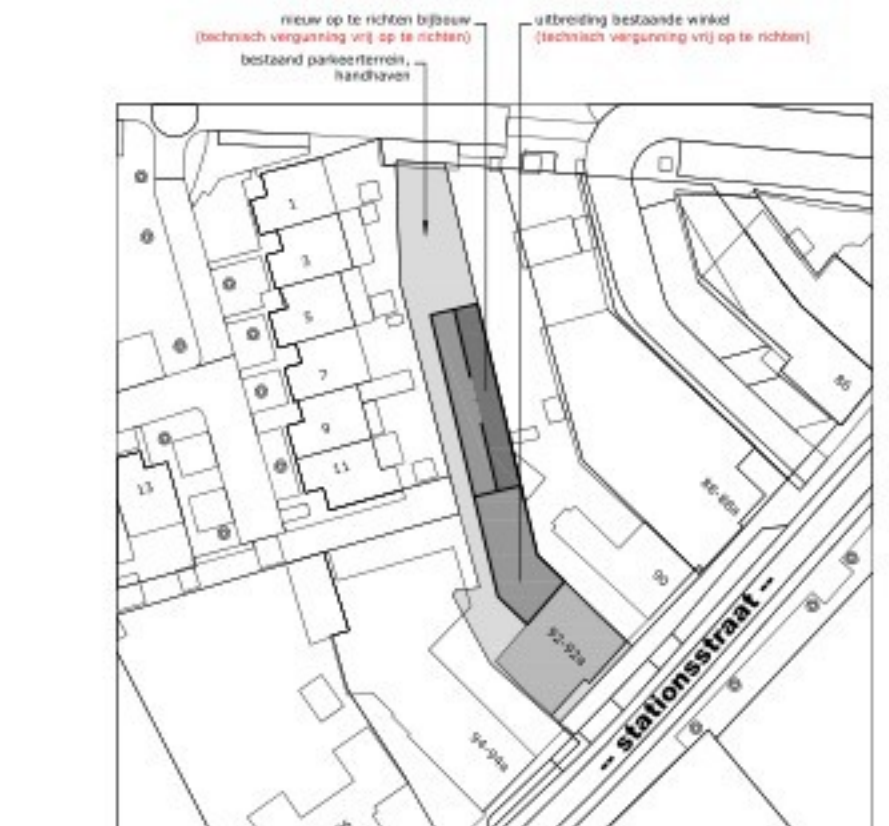 nieuw op te richten bijbouw
(technisch vergunning vrij op te richten)
uitbreiding bestaande winkel
(technisch vergunning vrij op te richten)
bestaand parkeerterrein,
handhaven
1
3
5
7
9
11
13
86
86-88a
90
92-92a
94-94a
-- stationsstraat --